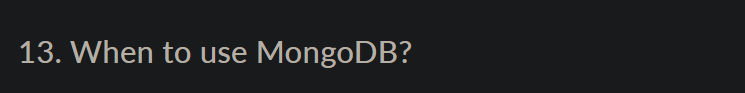 13. When to use MongoDB?